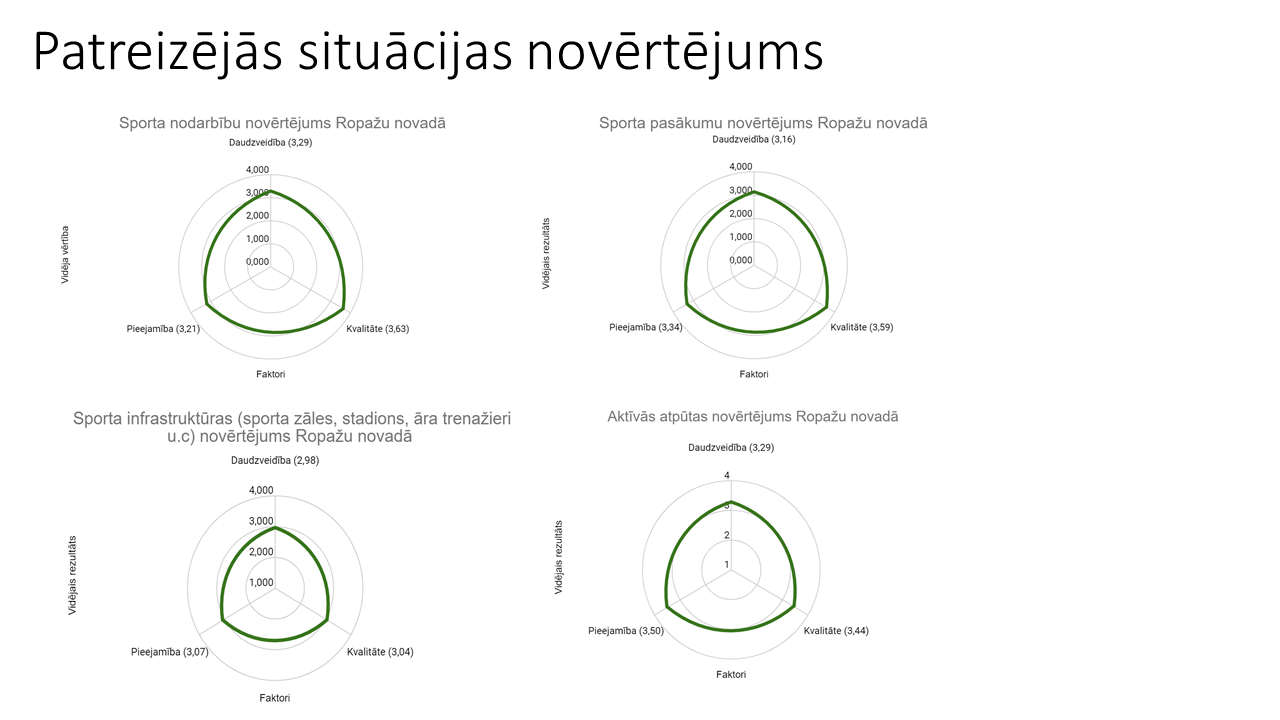 Patreizējās situācijas novērtējums
Sporta nodarbību novērtējums Ropažu novadā
Daudzveidība (3,29)
4,000
3,000
2,000
1,000
0,000
Vidēja vērtība
Pieejamība (3,21)
Kvalitāte (3,63)
Faktori
Sporta pasākumu novērtējums Ropažu novadā
Daudzveidība (3,16)
4,000
3,000
2,000
1,000
0,000
Vidējais rezultāts
Pieejamība (3,34)
Kvalitāte (3,59)
Faktori
Sporta infrastruktūras (sporta zāles, stadions, āra trenažieri
u.c) novērtējums Ropažu novadā
Daudzveidība (2,98)
4,000
3,000
2,000
1,000
Vidējais rezultāts
Pieejamība (3,07)
Kvalitāte (3,04)
Faktori
Aktīvās atpūtas novērtējums Ropažu novadā
Daudzveidība (3,29)
4
3
2
1
Vidējais rezultāts
Pieejamība (3,50)
Kvalitāte (3,44)
Faktori